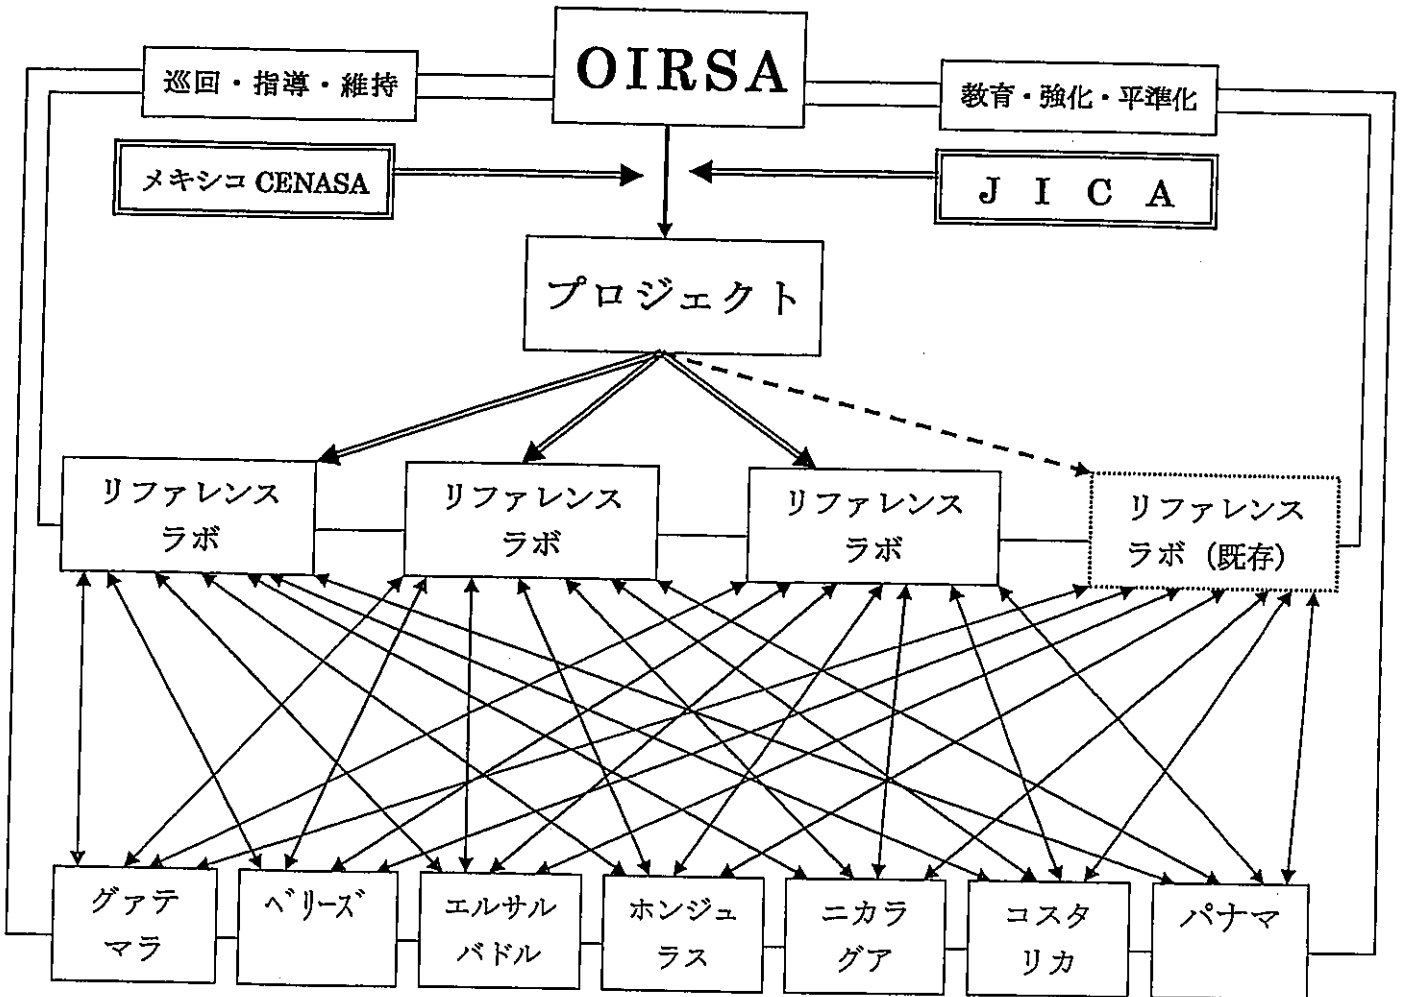 OIRSA
巡回・指導・維持
教育・強化・平準化
メキシコ CENASA
J I C A
プロジェクト
リファレンス
ラボ
リファレンス
ラボ
リファレンス
ラボ
リファレンス
ラボ（既存）
グァテ
マラ
ベリーズ
エルサル
バドル
ホンジュ
ラス
ニカラ
グア
コスタ
リカ
パナマ